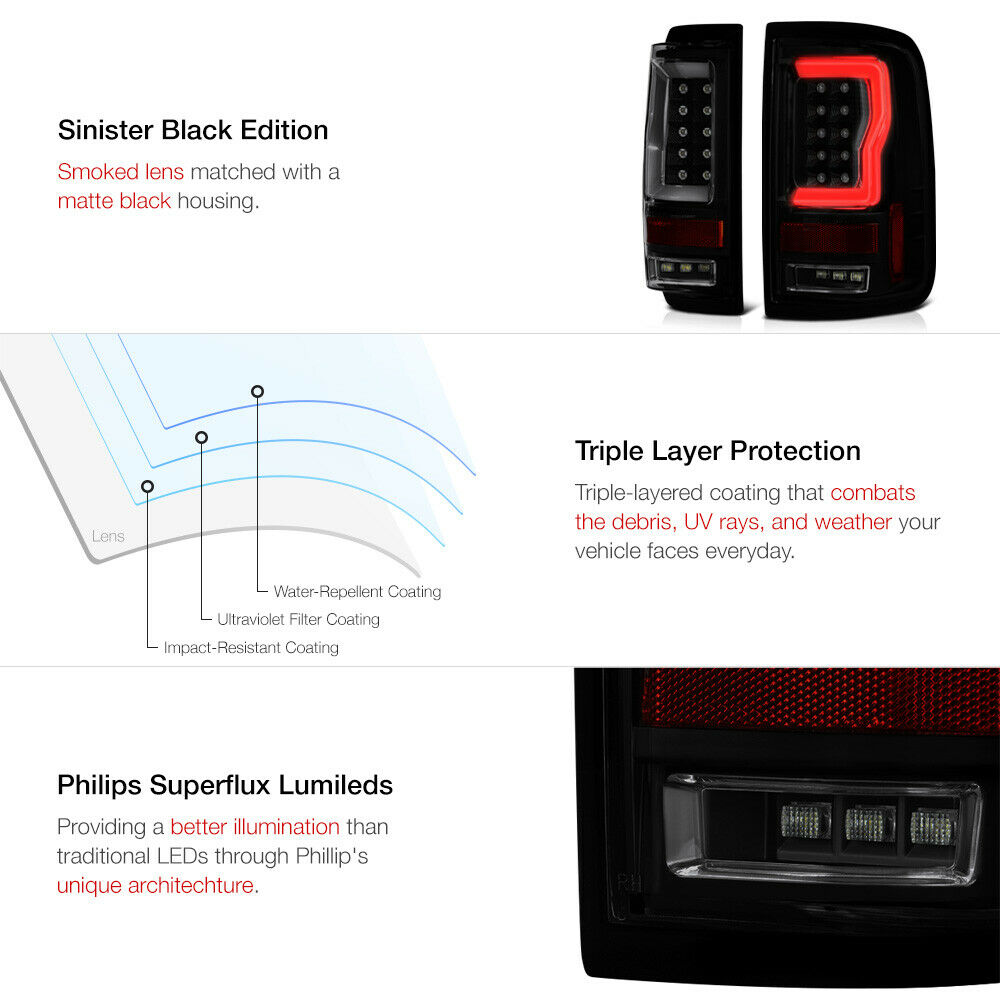 Sinister Black Edition
Smoked lens matched with a
matte black housing.
Lens
Water-Repellent Coating
Ultraviolet Filter Coating
Impact-Resistant Coating
Triple Layer Protection
Triple-layered coating that combats
the debris, UV rays, and weather your
vehicle faces everyday.
Philips Superflux Lumileds
Providing a better illumination than
traditional LEDs through Phillip's
unique architechture.
RH